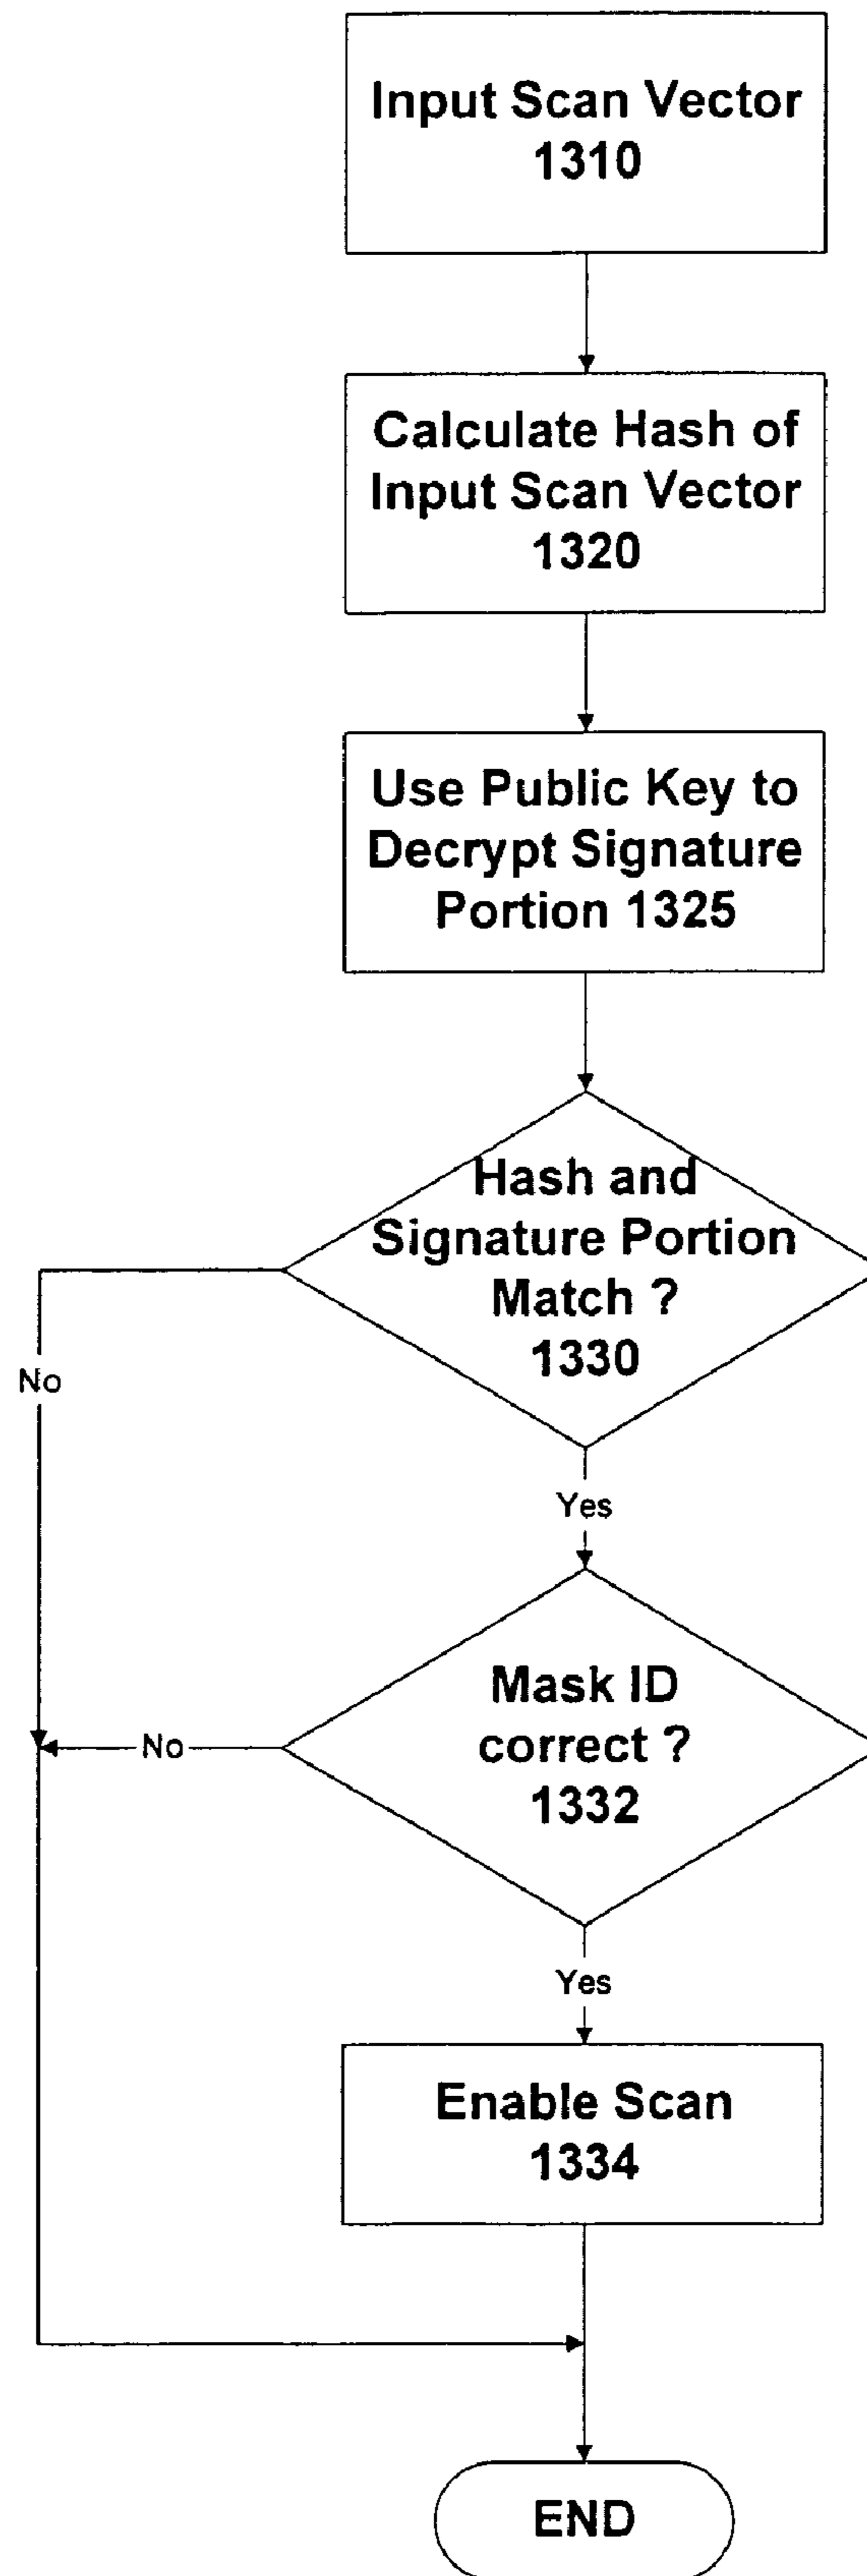 Input Scan Vector
1310
Calculate Hash of
Input Scan Vector
1320
Use Public Key to
Decrypt Signature
Portion 1325
Hash and
Signature Portion
Match ?
1330
No
Yes
Mask ID
correct ?
1332
No
Yes
Enable Scan
1334
END